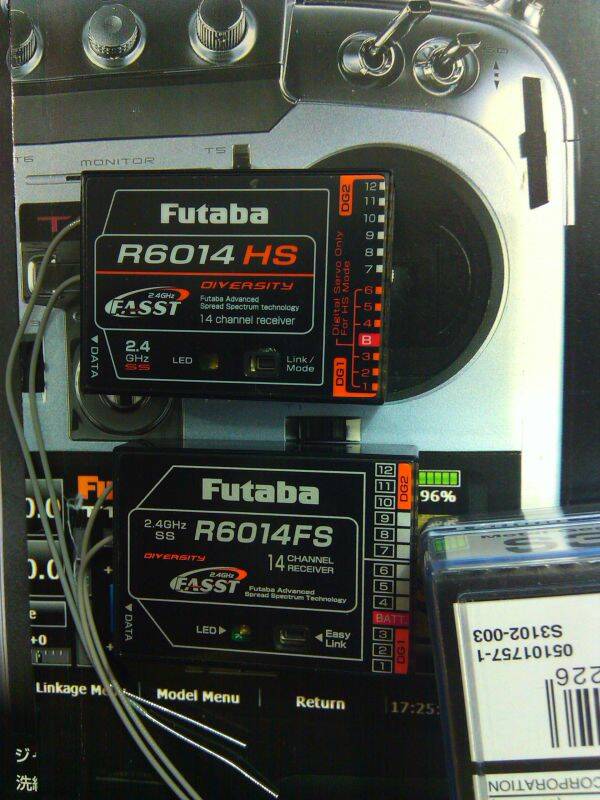 T6
MONITOR
T5
Futaba
R6014 HS
DIVERSITY
2.4GHz
FASST
Futaba Advanced
Spread Spectrum technology
14 channel receiver
2.4
GHz
SS
LED
Link/
Mode
▼DATA
DG2
12
11
10
9
8
7
6
5
4
B
3
2
1
DG1
Digital Servo Only
For HS Mode
Futaba
2.4GHz
SS
R6014FS
DIVERSITY
14 CHANNEL
RECEIVER
2.4GHz
FASST
Futaba Advanced
Spread Spectrum Technology
LED▶
◀Easy
Link
▼DATA
12
11
10
DG2
9
8
7
6
5
4
BATT.
3
2
1
DG1
96%
Model Menu
Return
17:25:
05101757-1
S3102-003
226
CORPORATION